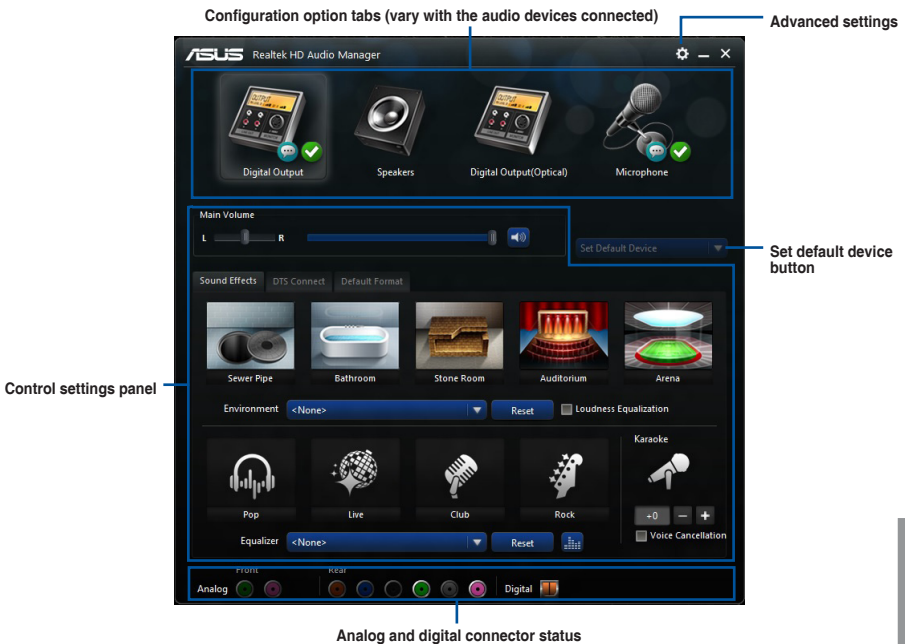 Configuration option tabs (vary with the audio devices connected)
Advanced settings
ASUS Realtek HD Audio Manager
OUTPUT OUTPUT
Digital Output Speakers Digital Output(Optical) Microphone
Main Volume
L R
Set Default Device
Set default device
button
Sound Effects DTS Connect Default Format
Control settings panel
Sewer Pipe Bathroom Stone Room Auditorium Arena
Environment <None> Reset Loudness Equalization
Karaoke
Pop Live Club Rock
+0 − +
Equalizer <None> Reset Voice Cancellation
Front Rear
Analog Digital
Analog and digital connector status